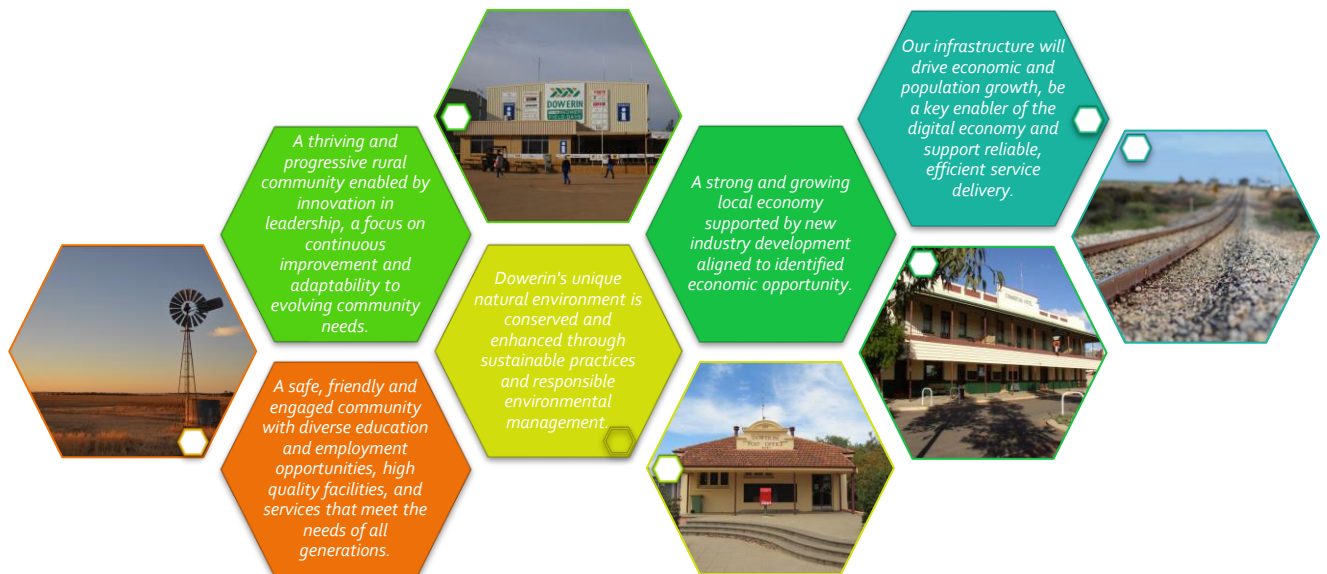 A thriving and
progressive rural
community enabled by
innovation in
leadership, a focus on
continuous
improvement and
adaptability to
evolving community
needs.
A safe, friendly and
engaged community
with diverse education
and employment
opportunities, high
quality facilities, and
services that meet the
needs of all
generations.
DOWERIN
FIELD DAYS
Dowerin's unique
natural environment is
conserved and
enhanced through
sustainable practices
and responsible
environmental
management.
A strong and growing
local economy
supported by new
industry development
aligned to identified
economic opportunity.
DOWERIN
POST OFFICE
Our infrastructure will
drive economic and
population growth, be
a key enabler of the
digital economy and
support reliable,
efficient service
delivery.